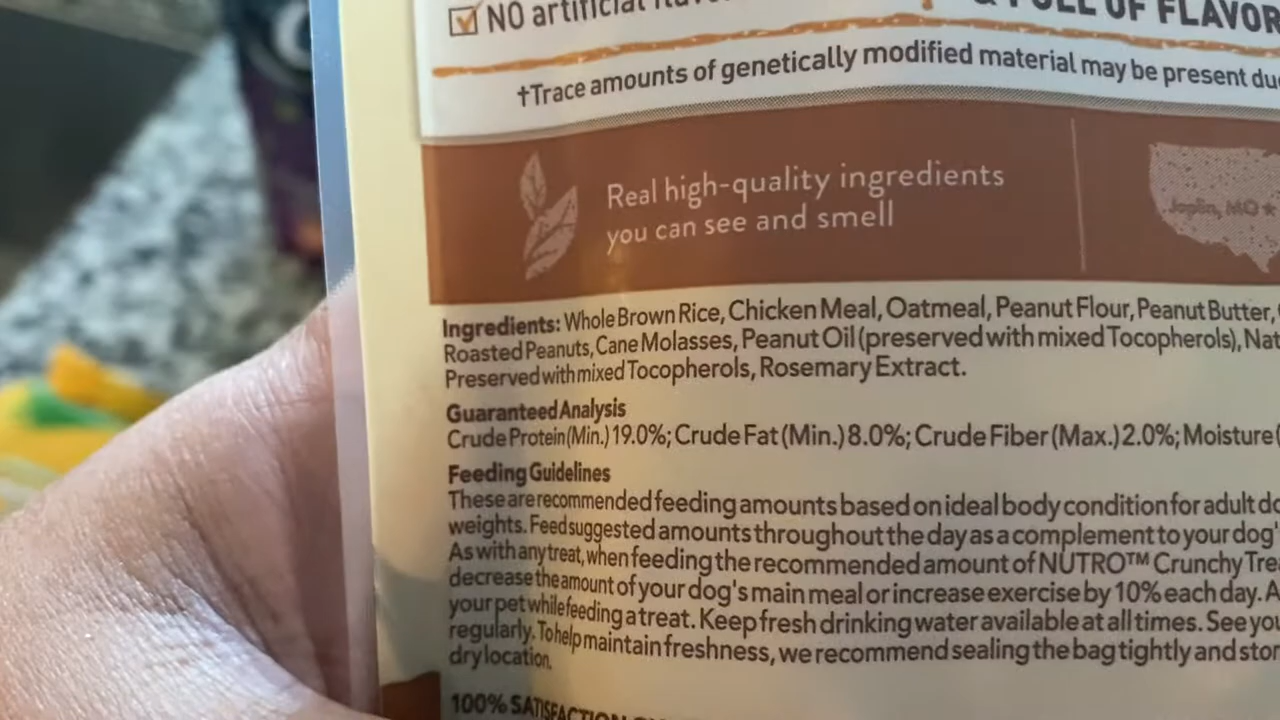 NO artificial
& FULL OF FLAVOR
†Trace amounts of genetically modified material may be present du
Real high-quality ingredients
you can see and smell
Joplin, MO ★
Ingredients: Whole Brown Rice, Chicken Meal, Oatmeal, Peanut Flour, Peanut Butter,
Roasted Peanuts, Cane Molasses, Peanut Oil (preserved with mixed Tocopherols), Nat
Preserved with mixed Tocopherols, Rosemary Extract.
Guaranteed Analysis
Crude Protein (Min.) 19.0%; Crude Fat (Min.) 8.0%; Crude Fiber (Max.) 2.0%; Moisture (
Feeding Guidelines
These are recommended feeding amounts based on ideal body condition for adult do
weights. Feed suggested amounts throughout the day as a complement to your dog'
As with any treat, when feeding the recommended amount of NUTRO™ Crunchy Trea
decrease the amount of your dog's main meal or increase exercise by 10% each day. A
your pet while feeding a treat. Keep fresh drinking water available at all times. See you
regularly. To help maintain freshness, we recommend sealing the bag tightly and stor
dry location.
100% SATISFACTION